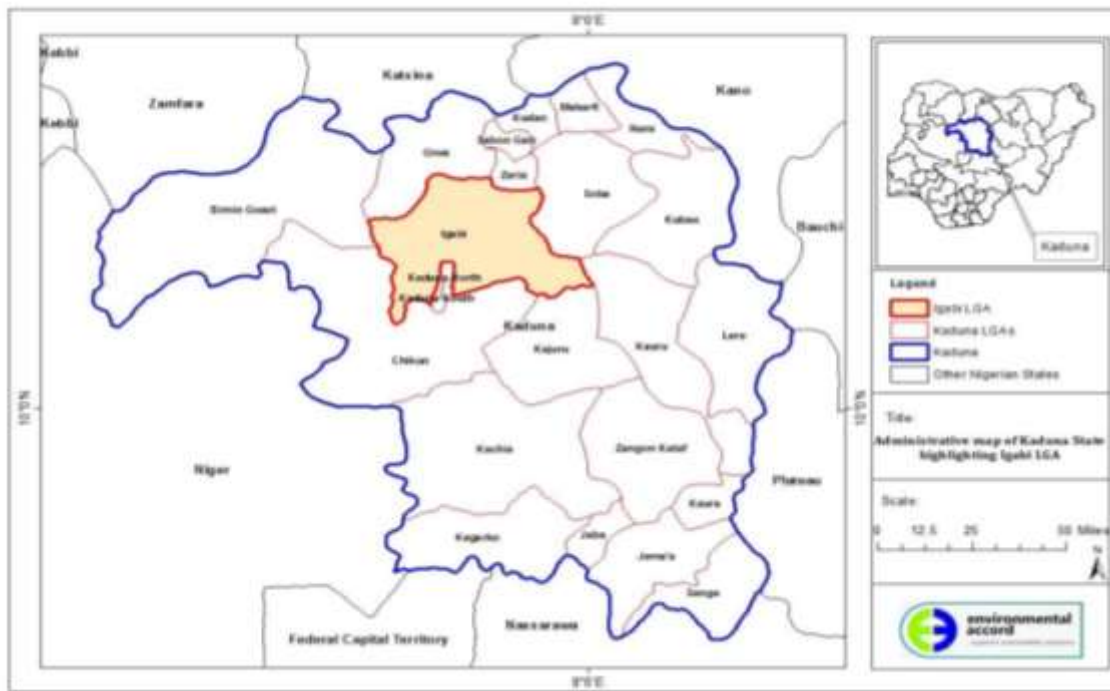 8°0'E
Kebbi
Katsina
Kano
Zamfara
Makarfi
Kudan
Kebbi
Sabon Gari
Giwa
Zaria
Soba
Birnin Gwari
Kubau
Igabi
Bauchi
Kaduna North
Kaduna South
Kaduna
Kajuru
Kauru
Lere
Chikun
10°0'N
10°0'N
Kachia
Zangon Kataf
Niger
Plateau
Kaura
Kagarko
Jaba
Jema'a
Sanga
Nassarawa
Federal Capital Territory
8°0'E
Kaduna
Legend
Igabi LGA
Kaduna LGAs
Kaduna
Other Nigerian States
Title:
Administrative map of Kaduna State
highlighting Igabi LGA
Scale:
0 12.5 25 50 Miles
N
environmental
accord